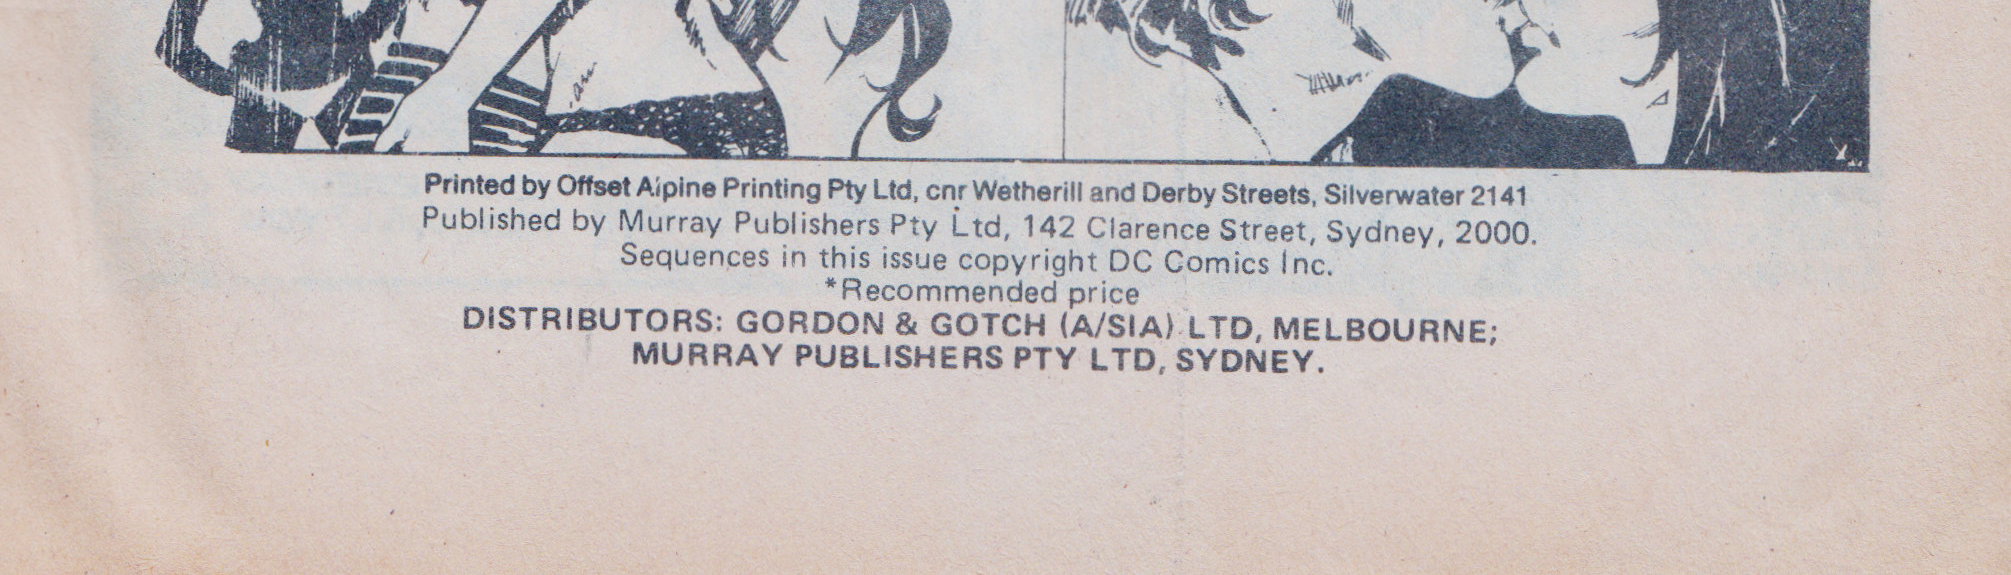 Printed by Offset Alpine Printing Pty Ltd, cnr Wetherill and Derby Streets, Silverwater 2141
Published by Murray Publishers Pty Ltd, 142 Clarence Street, Sydney, 2000.
Sequences in this issue copyright DC Comics Inc.
*Recommended price
DISTRIBUTORS: GORDON & GOTCH (A/SIA) LTD, MELBOURNE;
MURRAY PUBLISHERS PTY LTD, SYDNEY.